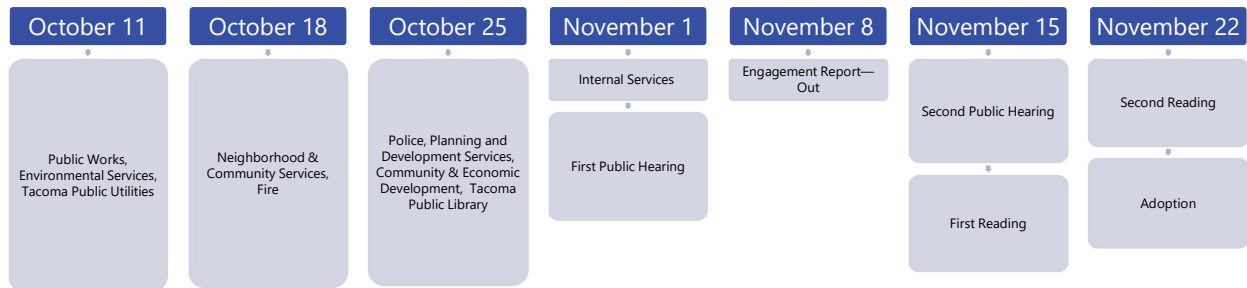 October 11
Public Works,
Environmental Services,
Tacoma Public Utilities
October 18
Neighborhood &
Community Services,
Fire
October 25
Police, Planning and
Development Services,
Community & Economic
Development, Tacoma
Public Library
November 1
Internal Services
First Public Hearing
November 8
Engagement Report—
Out
November 15
Second Public Hearing
First Reading
November 22
Second Reading
Adoption